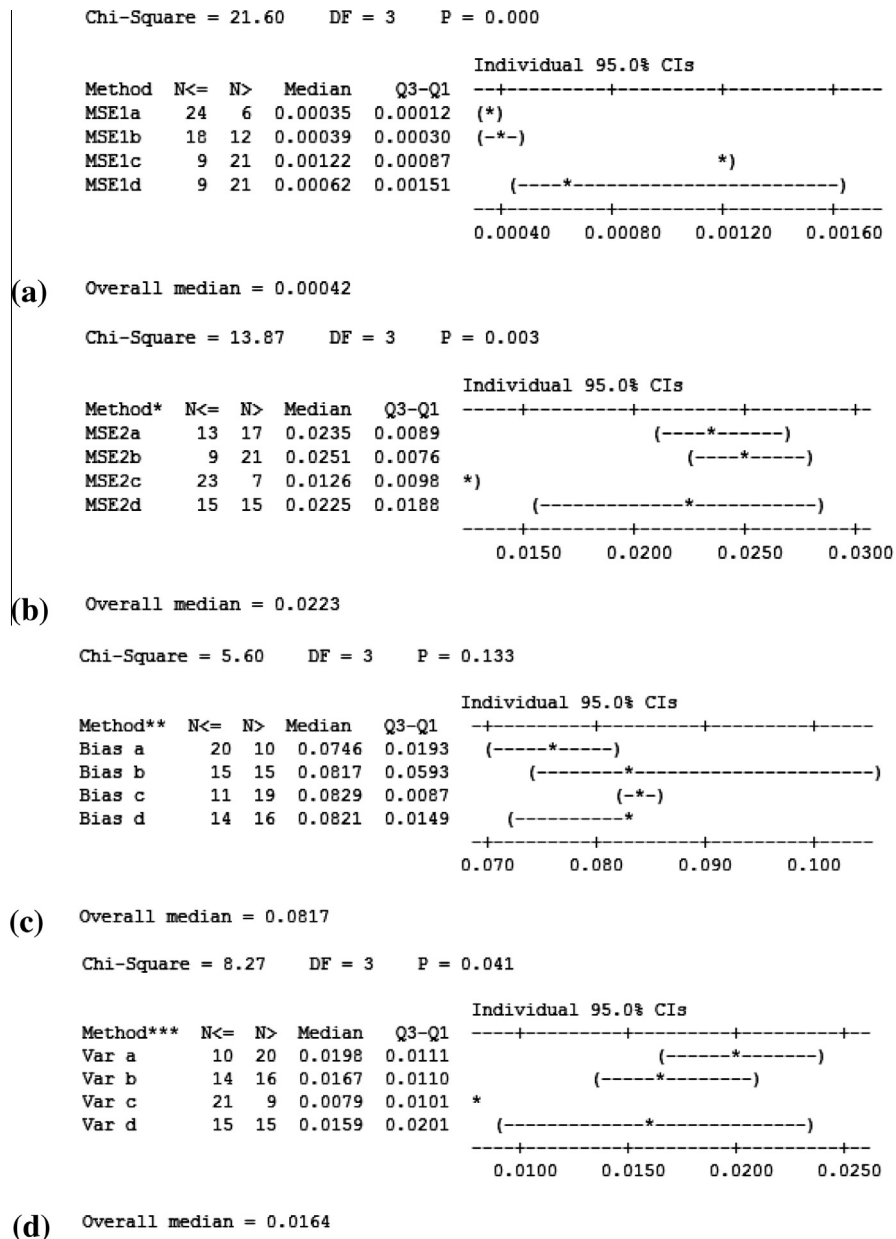 Chi-Square = 21.60    DF = 3    P = 0.000
Individual 95.0% CIs
Method  N<=  N>  Median  Q3-Q1  --+---------+---------+---------+----
MSE1a  24  6  0.00035  0.00012  (*)
MSE1b  18  12  0.00039  0.00030  (-*-)
MSE1c  9  21  0.00122  0.00087  *)
MSE1d  9  21  0.00062  0.00151  (----*------------------------)
--+---------+---------+---------+----
0.00040  0.00080  0.00120  0.00160
(a) Overall median = 0.00042
Chi-Square = 13.87    DF = 3    P = 0.003
Individual 95.0% CIs
Method*  N<=  N>  Median  Q3-Q1  -----+---------+---------+---------+-
MSE2a  13  17  0.0235  0.0089  (----*------)
MSE2b  9  21  0.0251  0.0076  (----*-----)
MSE2c  23  7  0.0126  0.0098  *)
MSE2d  15  15  0.0225  0.0188  (-------------*-----------)
-----+---------+---------+---------+-
0.0150  0.0200  0.0250  0.0300
(b) Overall median = 0.0223
Chi-Square = 5.60    DF = 3    P = 0.133
Individual 95.0% CIs
Method**  N<=  N>  Median  Q3-Q1  -+---------+---------+---------+-----
Bias a  20  10  0.0746  0.0193  (-----*-----)
Bias b  15  15  0.0817  0.0593  (--------*----------------------)
Bias c  11  19  0.0829  0.0087  (-*-)
Bias d  14  16  0.0821  0.0149  (----------*
-+---------+---------+---------+-----
0.070  0.080  0.090  0.100
(c) Overall median = 0.0817
Chi-Square = 8.27    DF = 3    P = 0.041
Individual 95.0% CIs
Method***  N<=  N>  Median  Q3-Q1  ----+---------+---------+---------+--
Var a  10  20  0.0198  0.0111  (------*-------)
Var b  14  16  0.0167  0.0110  (-----*--------)
Var c  21  9  0.0079  0.0101  *
Var d  15  15  0.0159  0.0201  (-------------*--------------)
----+---------+---------+---------+--
0.0100  0.0150  0.0200  0.0250
(d) Overall median = 0.0164